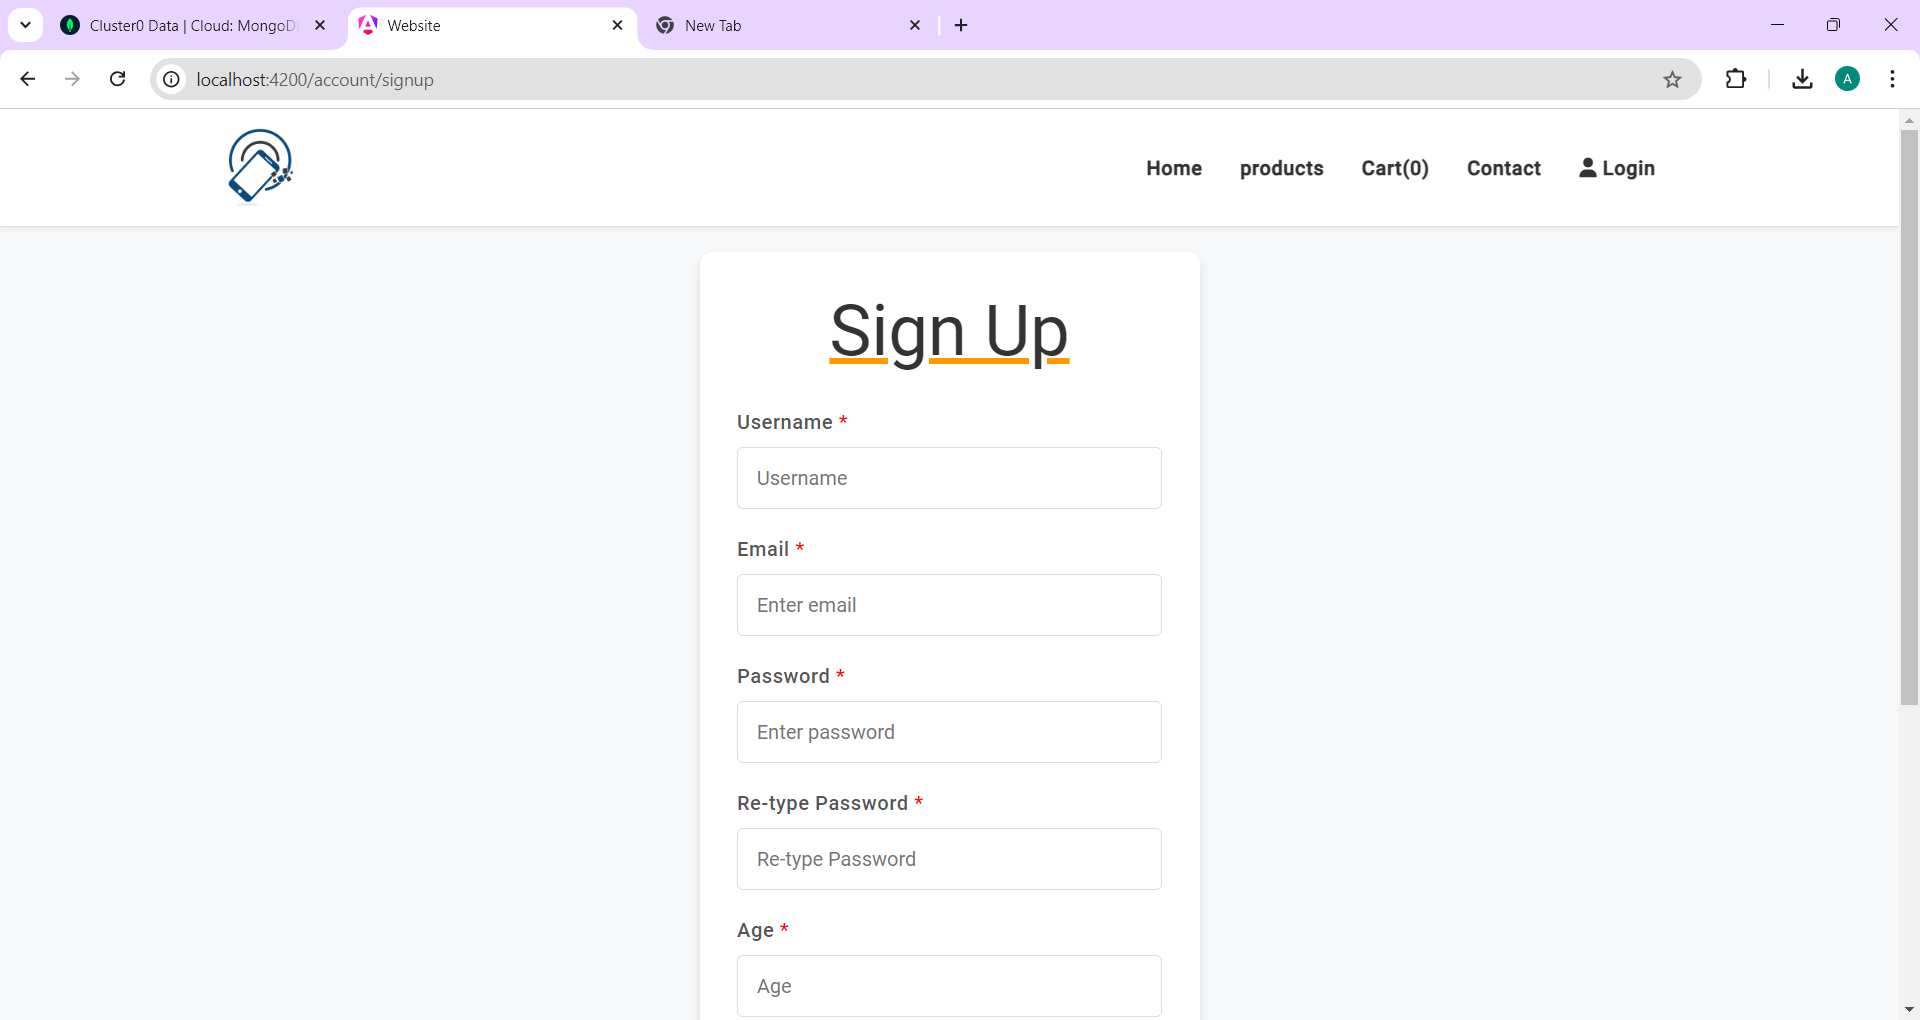 Cluster0 Data | Cloud: MongoD
Website
New Tab
localhost:4200/account/signup
A
Home
products
Cart(0)
Contact
Login
Sign Up
Username *
Username
Email *
Enter email
Password *
Enter password
Re-type Password *
Re-type Password
Age *
Age